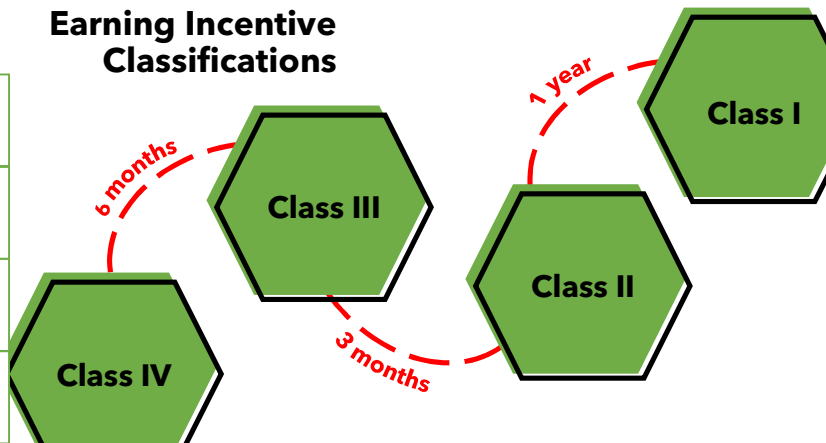 Earning Incentive
Classifications
1 year
Class I
6 months
Class III
Class II
3 months
Class IV